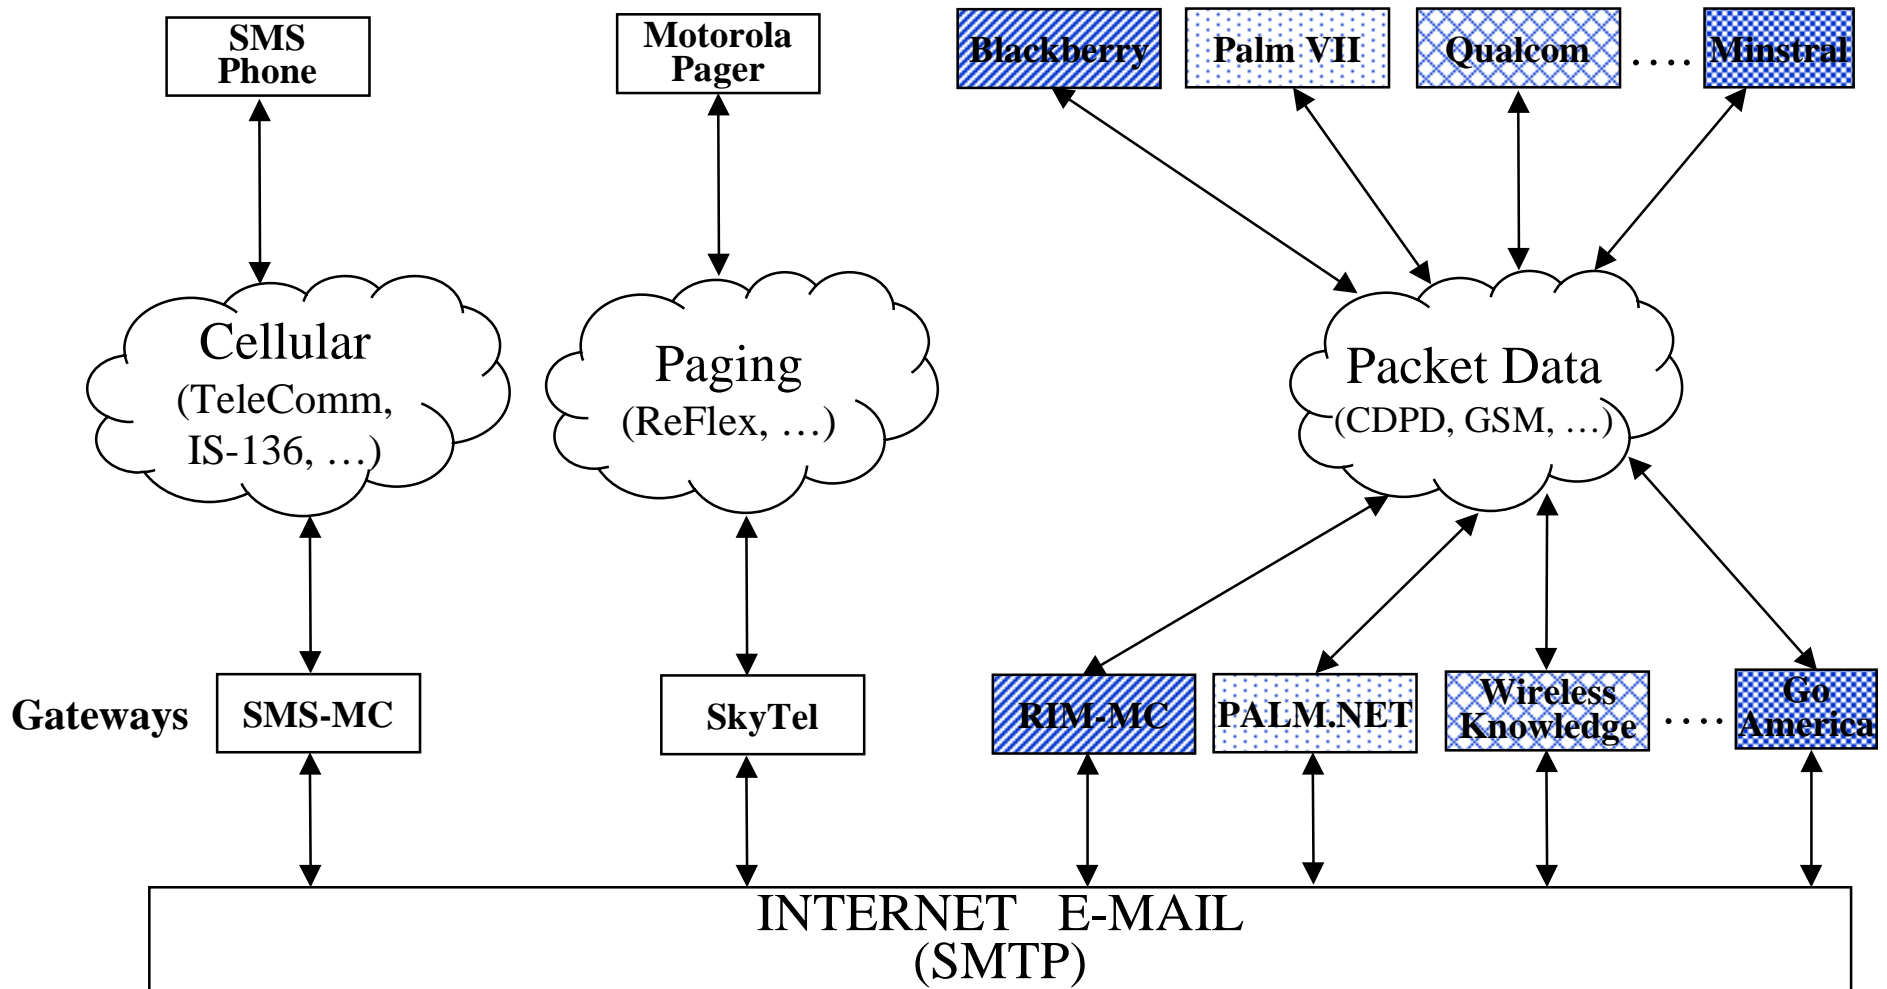 SMS
Phone
Motorola
Pager
Blackberry
Palm VII
Qualcom
....
Minstral
Cellular
(TeleComm,
IS-136, …)
Paging
(ReFlex, …)
Packet Data
(CDPD, GSM, …)
Gateways
SMS-MC
SkyTel
RIM-MC
PALM.NET
Wireless
Knowledge
....
Go
America
INTERNET E-MAIL
(SMTP)